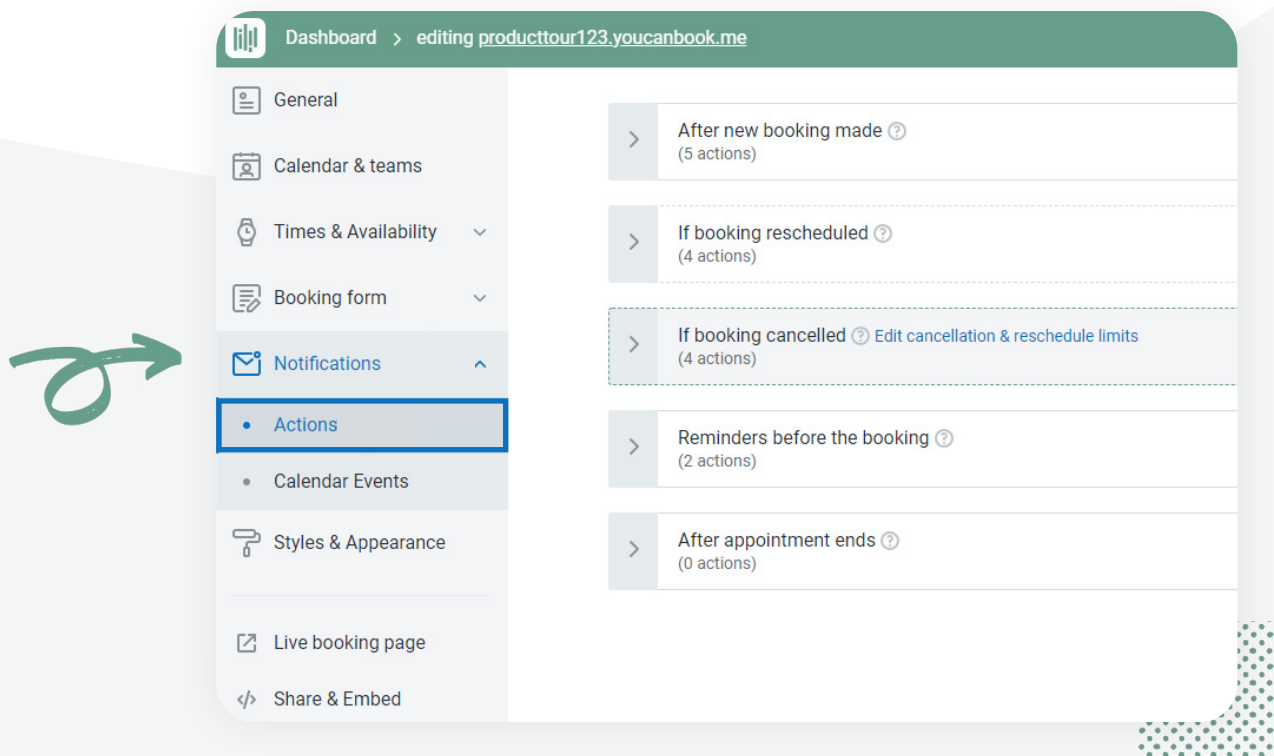 Dashboard > editing producttour123.youcanbook.me
General
Calendar & teams
Times & Availability
Booking form
Notifications
Actions
Calendar Events
Styles & Appearance
Live booking page
Share & Embed
After new booking made
(5 actions)
If booking rescheduled
(4 actions)
If booking cancelled Edit cancellation & reschedule limits
(4 actions)
Reminders before the booking
(2 actions)
After appointment ends
(0 actions)